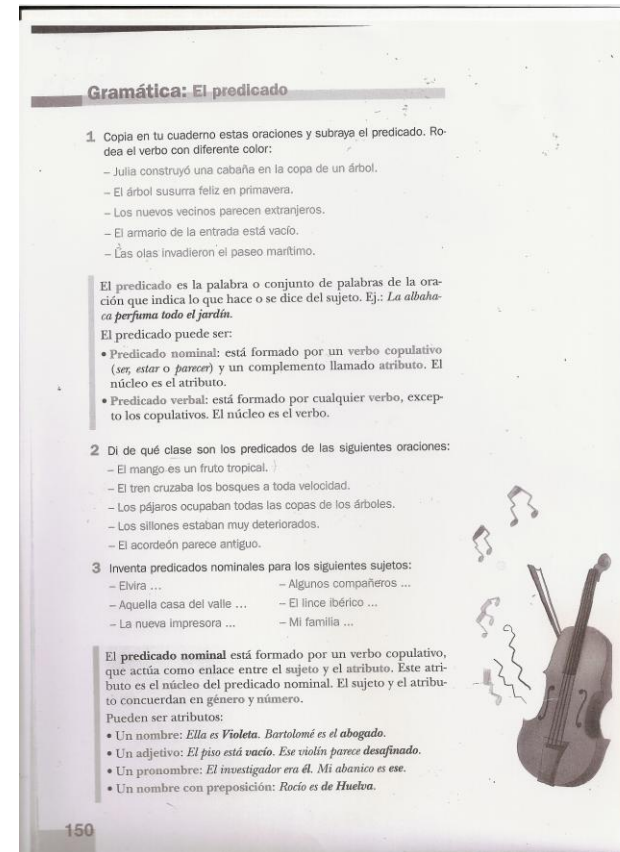 Gramática: El predicado
1 Copia en tu cuaderno estas oraciones y subraya el predicado. Ro-
dea el verbo con diferente color:
– Julia construyó una cabaña en la copa de un árbol.
– El árbol susurra feliz en primavera.
– Los nuevos vecinos parecen extranjeros.
– El armario de la entrada está vacío.
– Las olas invadieron el paseo marítimo.
El predicado es la palabra o conjunto de palabras de la ora-
ción que indica lo que hace o se dice del sujeto. Ej.: La albaha-
ca perfuma todo el jardín.
El predicado puede ser:
• Predicado nominal: está formado por un verbo copulativo
(ser, estar o parecer) y un complemento llamado atributo. El
núcleo es el atributo.
• Predicado verbal: está formado por cualquier verbo, excep-
to los copulativos. El núcleo es el verbo.
2 Di de qué clase son los predicados de las siguientes oraciones:
– El mango es un fruto tropical.
– El tren cruzaba los bosques a toda velocidad.
– Los pájaros ocupaban todas las copas de los árboles.
– Los sillones estaban muy deteriorados.
– El acordeón parece antiguo.
3 Inventa predicados nominales para los siguientes sujetos:
– Elvira ...
– Algunos compañeros ...
– Aquella casa del valle ...
– El lince ibérico ...
– La nueva impresora ...
– Mi familia ...
El predicado nominal está formado por un verbo copulativo,
que actúa como enlace entre el sujeto y el atributo. Este atri-
buto es el núcleo del predicado nominal. El sujeto y el atribu-
to concuerdan en género y número.
Pueden ser atributos:
• Un nombre: Ella es Violeta. Bartolomé es el abogado.
• Un adjetivo: El piso está vacío. Ese violín parece desafinado.
• Un pronombre: El investigador era él. Mi abanico es ese.
• Un nombre con preposición: Rocío es de Huelva.
150